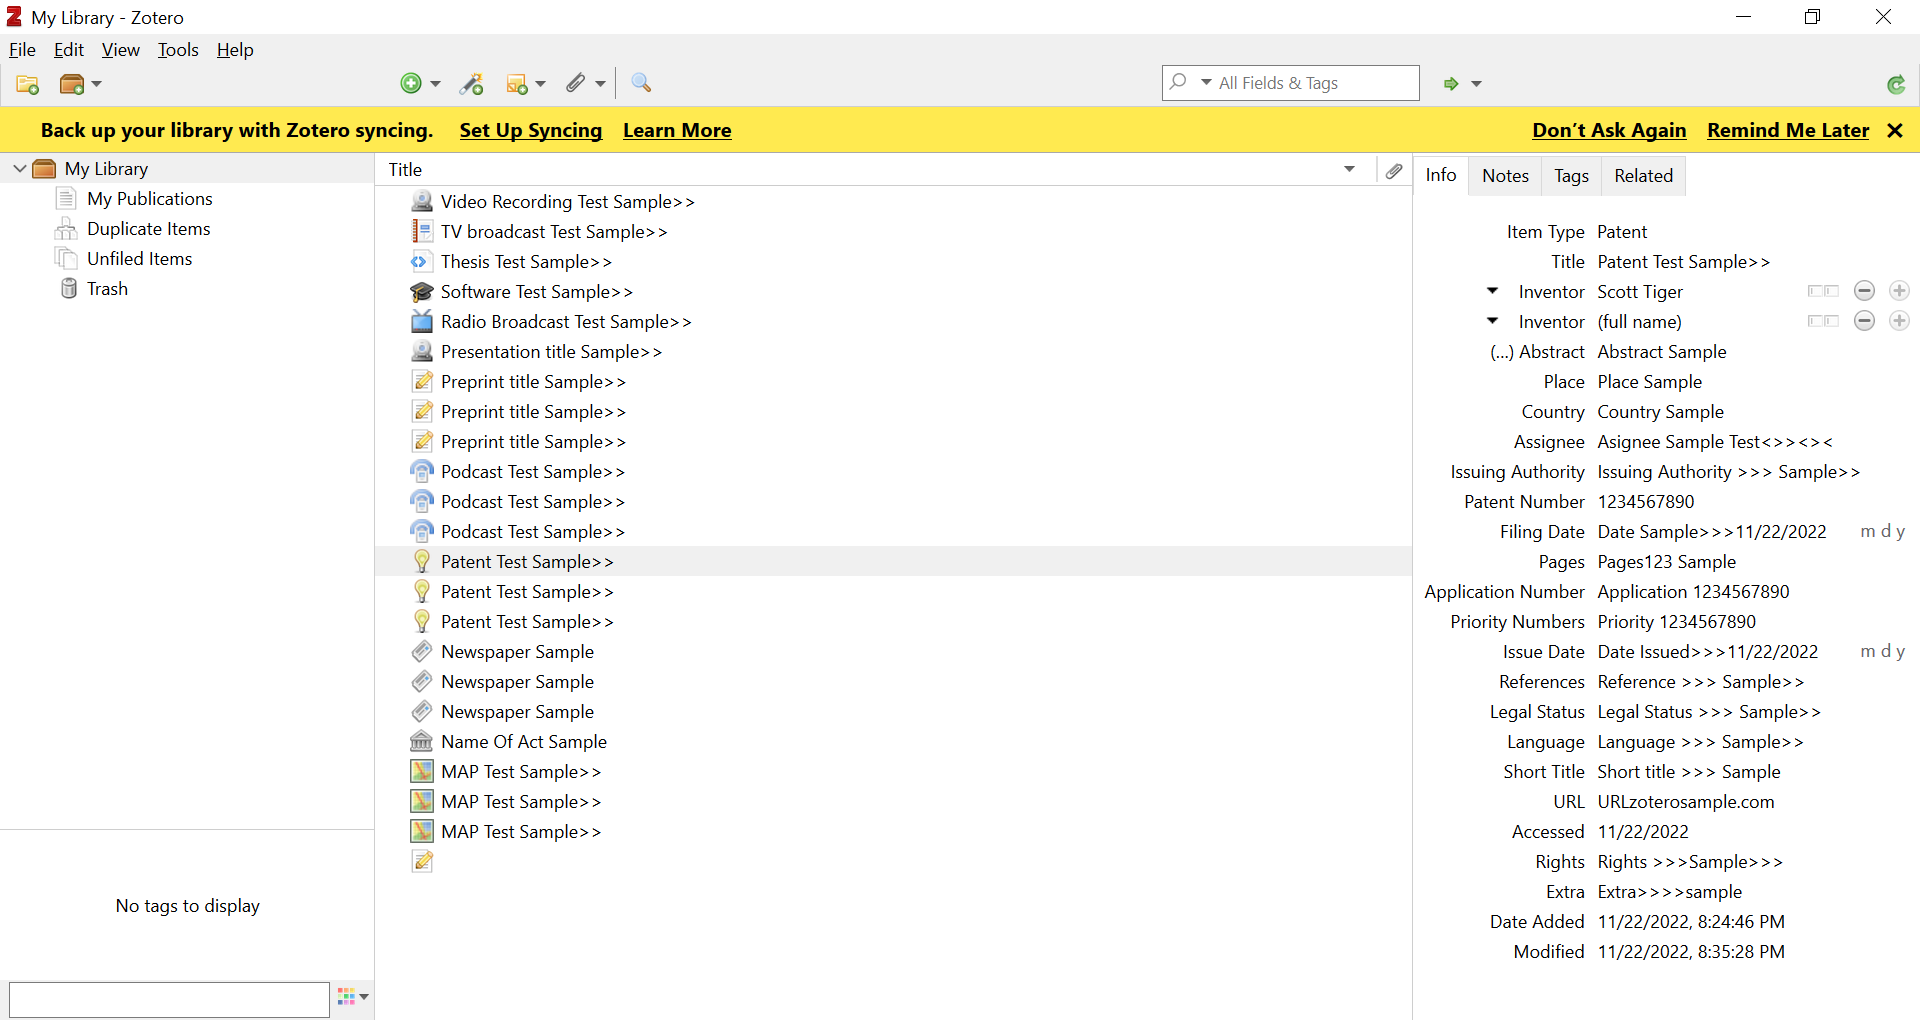 My Library - Zotero
File Edit View Tools Help
All Fields & Tags
Back up your library with Zotero syncing. Set Up Syncing Learn More Don't Ask Again Remind Me Later
My Library
My Publications
Duplicate Items
Unfiled Items
Trash
No tags to display
Title
Video Recording Test Sample>>
TV broadcast Test Sample>>
Thesis Test Sample>>
Software Test Sample>>
Radio Broadcast Test Sample>>
Presentation title Sample>>
Preprint title Sample>>
Preprint title Sample>>
Preprint title Sample>>
Podcast Test Sample>>
Podcast Test Sample>>
Podcast Test Sample>>
Patent Test Sample>>
Patent Test Sample>>
Patent Test Sample>>
Newspaper Sample
Newspaper Sample
Newspaper Sample
Name Of Act Sample
MAP Test Sample>>
MAP Test Sample>>
MAP Test Sample>>
Info Notes Tags Related
Item Type Patent
Title Patent Test Sample>>
Inventor Scott Tiger
Inventor (full name)
(...) Abstract Abstract Sample
Place Place Sample
Country Country Sample
Assignee Asignee Sample Test<>><><
Issuing Authority Issuing Authority >>> Sample>>
Patent Number 1234567890
Filing Date Date Sample>>>11/22/2022 m d y
Pages Pages123 Sample
Application Number Application 1234567890
Priority Numbers Priority 1234567890
Issue Date Date Issued>>>11/22/2022 m d y
References Reference >>> Sample>>
Legal Status Legal Status >>> Sample>>
Language Language >>> Sample>>
Short Title Short title >>> Sample
URL URLzoterosample.com
Accessed 11/22/2022
Rights Rights >>>Sample>>>
Extra Extra>>>>sample
Date Added 11/22/2022, 8:24:46 PM
Modified 11/22/2022, 8:35:28 PM